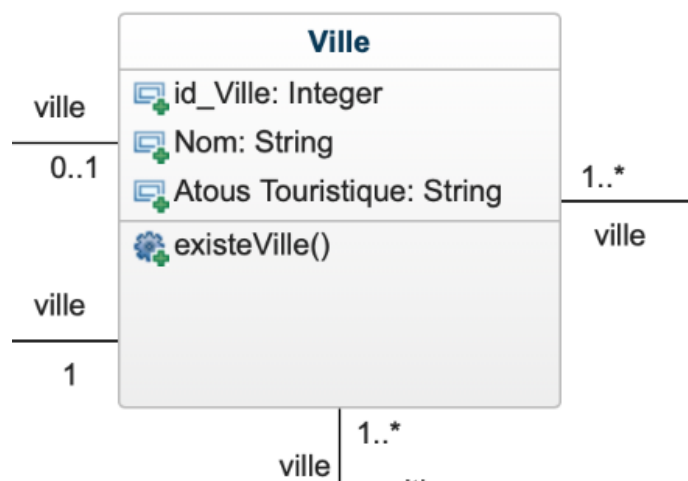 Ville
id_Ville: Integer
Nom: String
Atous Touristique: String
existeVille()
ville
0..1
ville
1
1..*
ville
1..*
ville